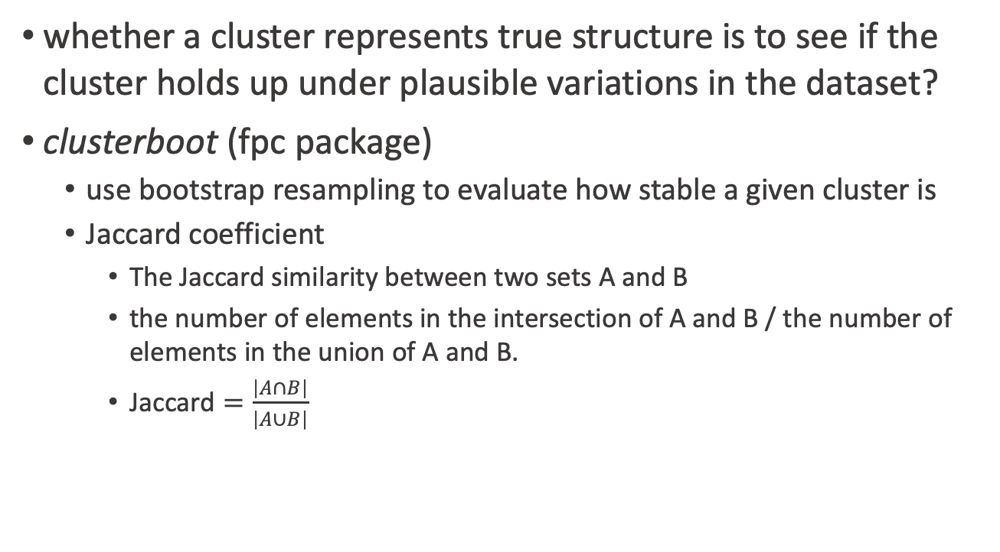 • whether a cluster represents true structure is to see if the
cluster holds up under plausible variations in the dataset?
• clusterboot (fpc package)
• use bootstrap resampling to evaluate how stable a given cluster is
• Jaccard coefficient
• The Jaccard similarity between two sets A and B
• the number of elements in the intersection of A and B / the number of
elements in the union of A and B.
• Jaccard = |A∩B| / |A∪B|